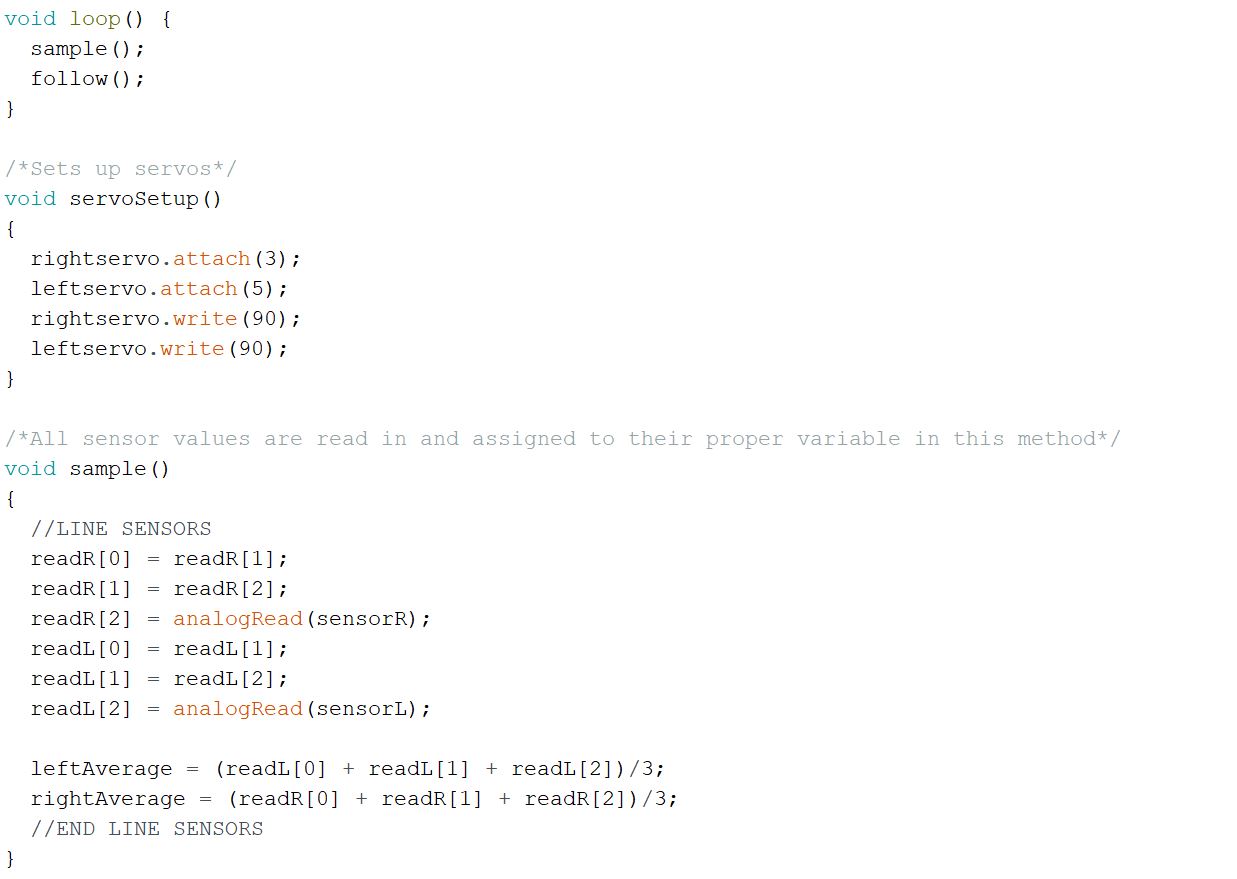 void loop() {
  sample();
  follow();
}

/*Sets up servos*/
void servoSetup()
{
  rightservo.attach(3);
  leftservo.attach(5);
  rightservo.write(90);
  leftservo.write(90);
}

/*All sensor values are read in and assigned to their proper variable in this method*/
void sample()
{
  //LINE SENSORS
  readR[0] = readR[1];
  readR[1] = readR[2];
  readR[2] = analogRead(sensorR);
  readL[0] = readL[1];
  readL[1] = readL[2];
  readL[2] = analogRead(sensorL);

  leftAverage = (readL[0] + readL[1] + readL[2])/3;
  rightAverage = (readR[0] + readR[1] + readR[2])/3;
  //END LINE SENSORS
}